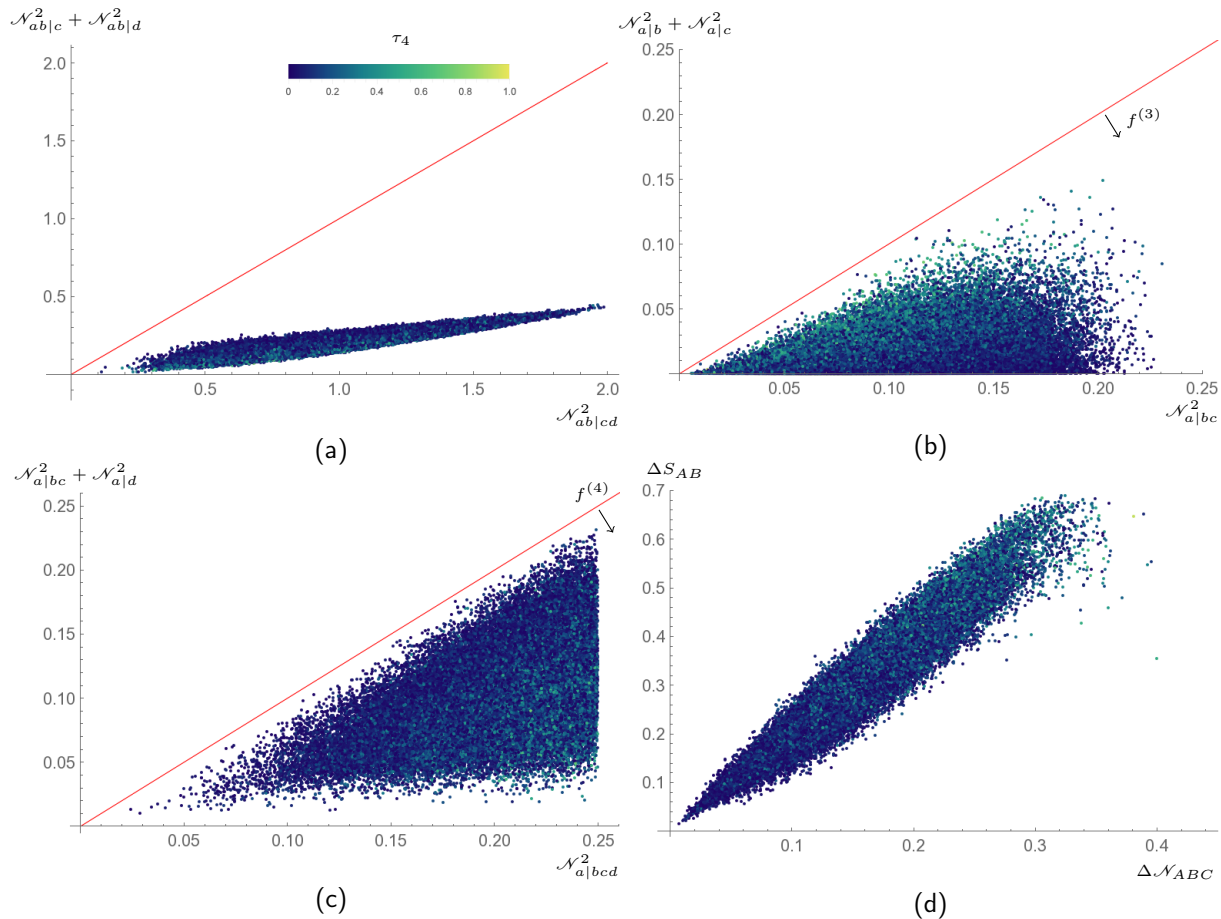 𝒩²_{ab|c} + 𝒩²_{ab|d}
τ₄
0 0.2 0.4 0.6 0.8 1.0
2.0
1.5
1.0
0.5
0.5 1.0 1.5 2.0
𝒩²_{ab|cd}
(a)
𝒩²_{a|b} + 𝒩²_{a|c}
0.25
0.20
0.15
0.10
0.05
f⁽³⁾
0.05 0.10 0.15 0.20 0.25
𝒩²_{a|bc}
(b)
𝒩²_{a|bc} + 𝒩²_{a|d}
0.25
0.20
0.15
0.10
0.05
f⁽⁴⁾
0.05 0.10 0.15 0.20 0.25
𝒩²_{a|bcd}
(c)
ΔS_{AB}
0.7
0.6
0.5
0.4
0.3
0.2
0.1
0.1 0.2 0.3 0.4
Δ𝒩_{ABC}
(d)